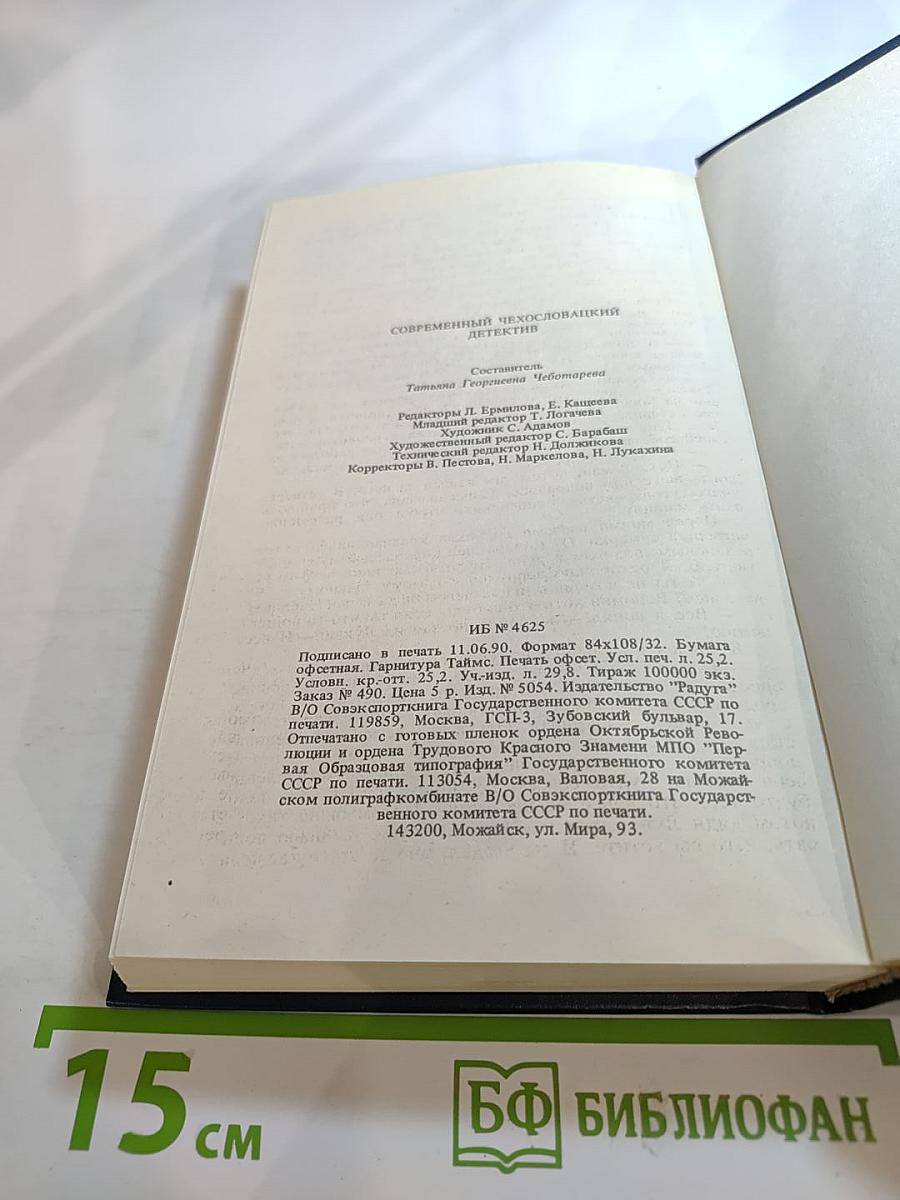 СОВРЕМЕННЫЙ ЧЕХОСЛОВАЦКИЙ
ДЕТЕКТИВ
Составитель
Татьяна Георгиевна Чеботарева
Редакторы Л. Ермилова, Е. Кащеева
Младший редактор Т. Логачева
Художник С. Адамов
Художественный редактор С. Барабаш
Технический редактор Н. Должикова
Корректоры В. Пестова, Н. Маркелова, Н. Лукахина
ИБ № 4625
Подписано в печать 11.06.90. Формат 84х108/32. Бумага
офсетная. Гарнитура Таймс. Печать офсет. Усл. печ. л. 25,2.
Условн. кр.-отт. 25,2. Уч.-изд. л. 29,8. Тираж 100000 экз.
Заказ № 490. Цена 5 р. Изд. № 5054. Издательство "Радуга"
В/О Совэкспорткнига Государственного комитета СССР по
печати. 119859, Москва, ГСП-3, Зубовский бульвар, 17.
Отпечатано с готовых пленок ордена Октябрьской Рево-
люции и ордена Трудового Красного Знамени МПО "Пер-
вая Образцовая типография" Государственного комитета
СССР по печати. 113054, Москва, Валовая, 28 на Можай-
ском полиграфкомбинате В/О Совэкспорткнига Государст-
венного комитета СССР по печати.
143200, Можайск, ул. Мира, 93.
15 см
БФ БИБЛИОФАН